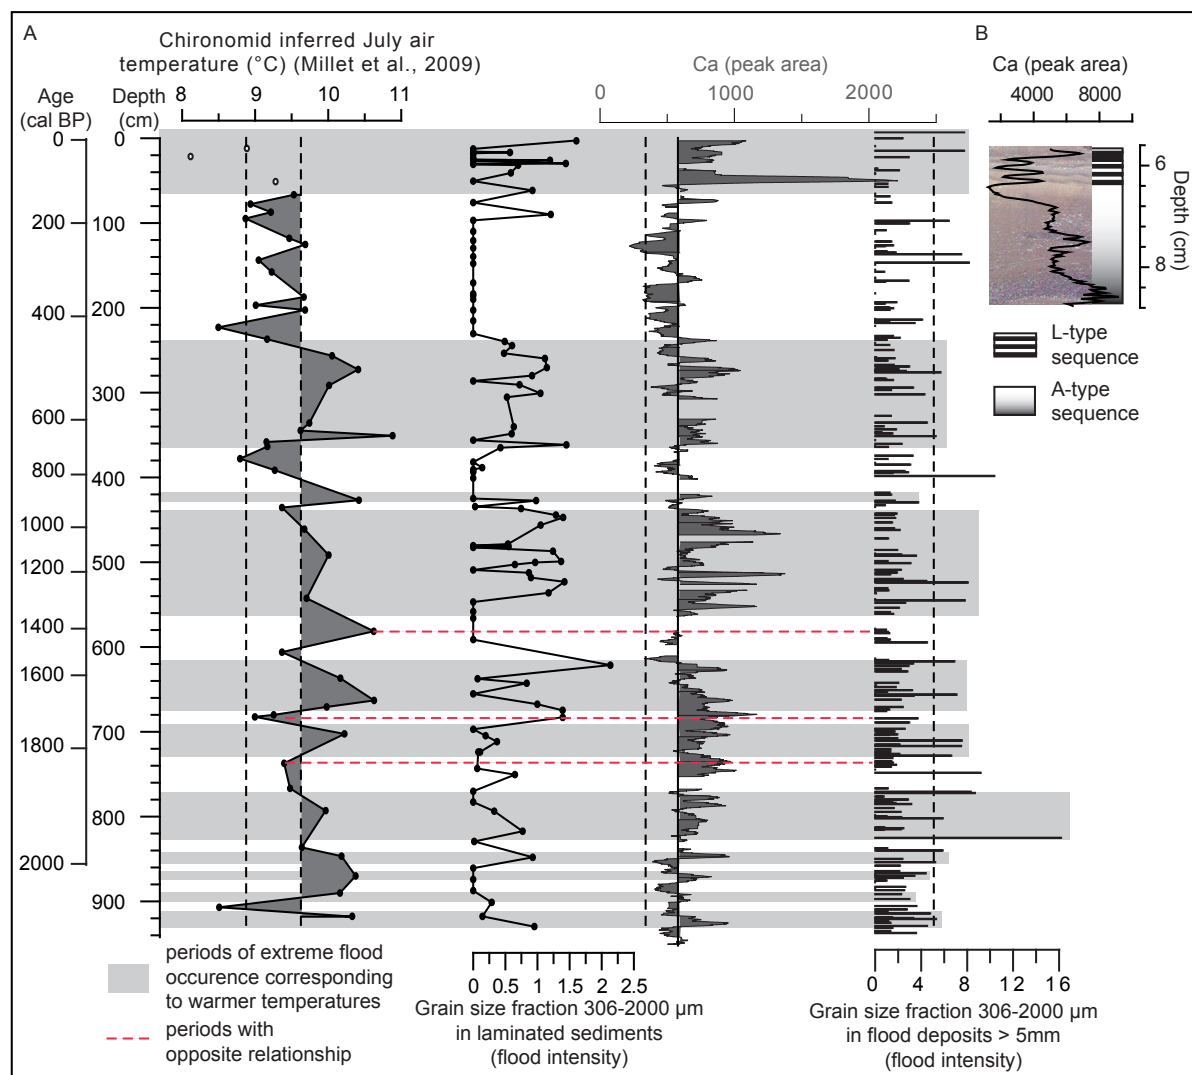 A
B
Chironomid inferred July air
temperature (°C) (Millet et al., 2009)
Ca (peak area)
Ca (peak area)
Age
(cal BP)
Depth
(cm)
8 9 10 11
0 1000 2000
4000 8000
0
200
400
600
800
1000
1200
1400
1600
1800
2000
0
100
200
300
400
500
600
700
800
900
6
8
Depth (cm)
L-type
sequence
A-type
sequence
periods of extreme flood
occurence corresponding
to warmer temperatures
periods with
opposite relationship
0 0.5 1 1.5 2 2.5
Grain size fraction 306-2000 µm
in laminated sediments
(flood intensity)
0 4 8 12 16
Grain size fraction 306-2000 µm
in flood deposits > 5mm
(flood intensity)